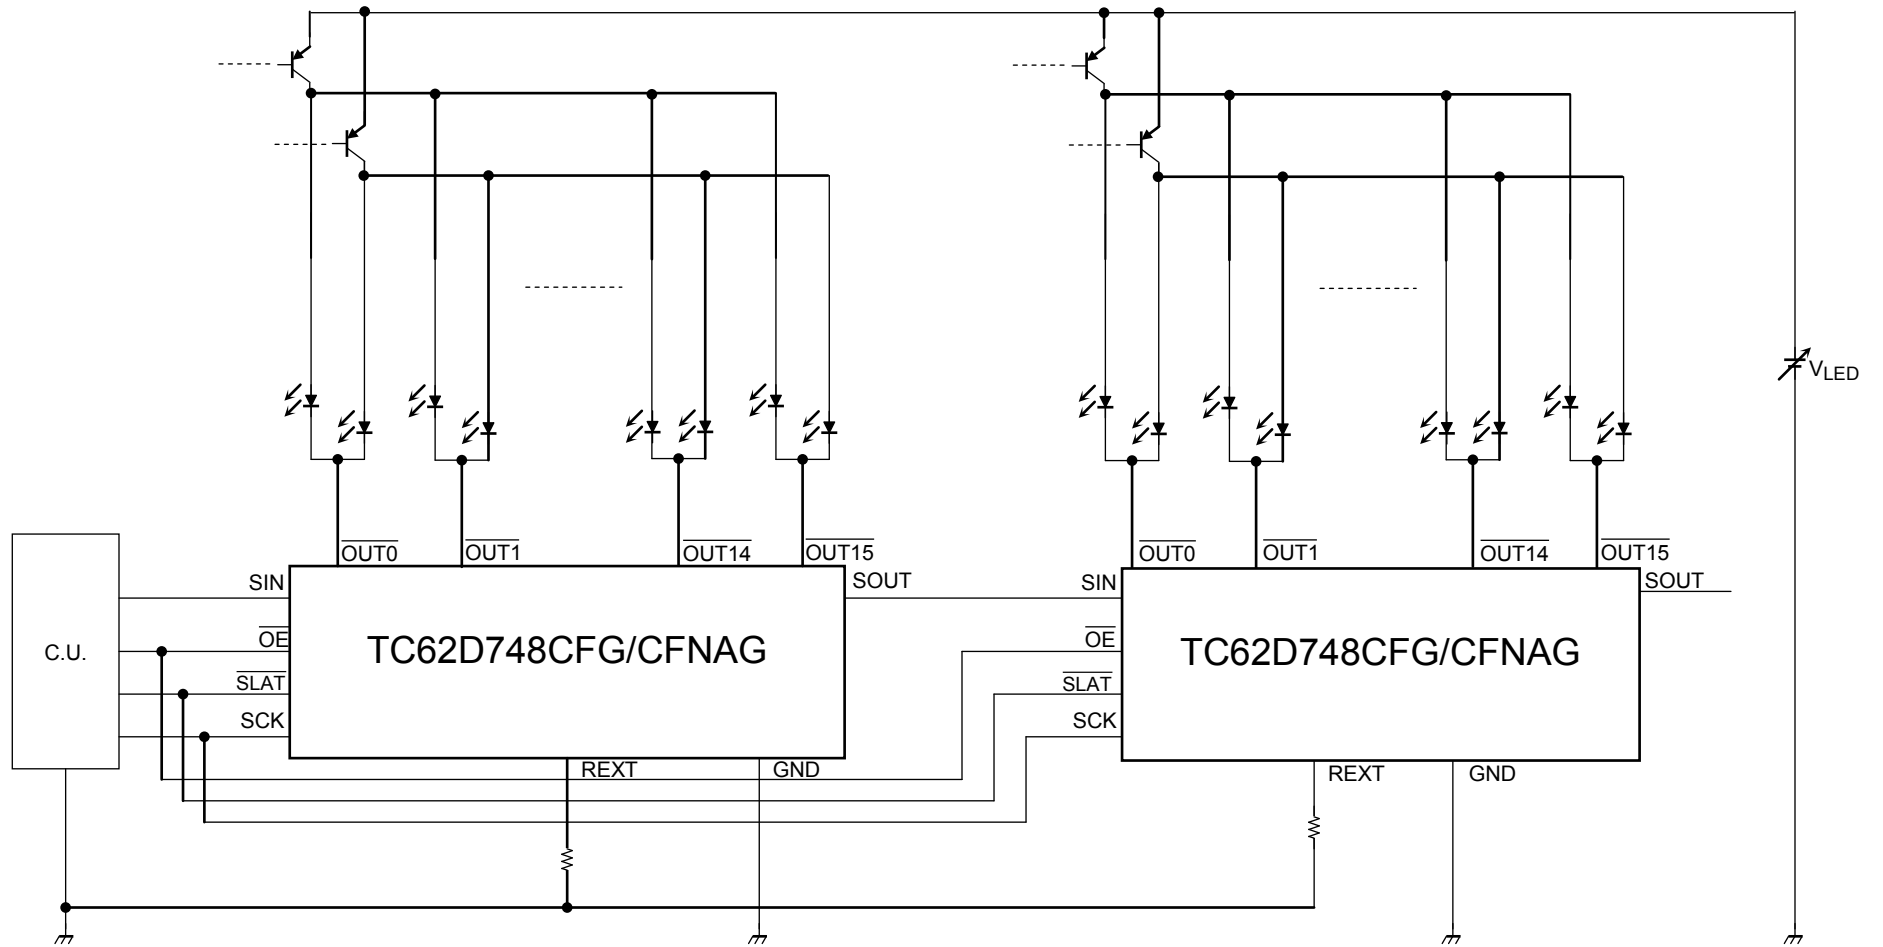 VLED
OUT0 OUT1 OUT14 OUT15
OUT0 OUT1 OUT14 OUT15
SIN
SOUT
SIN
SOUT
C.U.
OE
TC62D748CFG/CFNAG
OE
TC62D748CFG/CFNAG
SLAT
SLAT
SCK
SCK
REXT
GND
REXT
GND